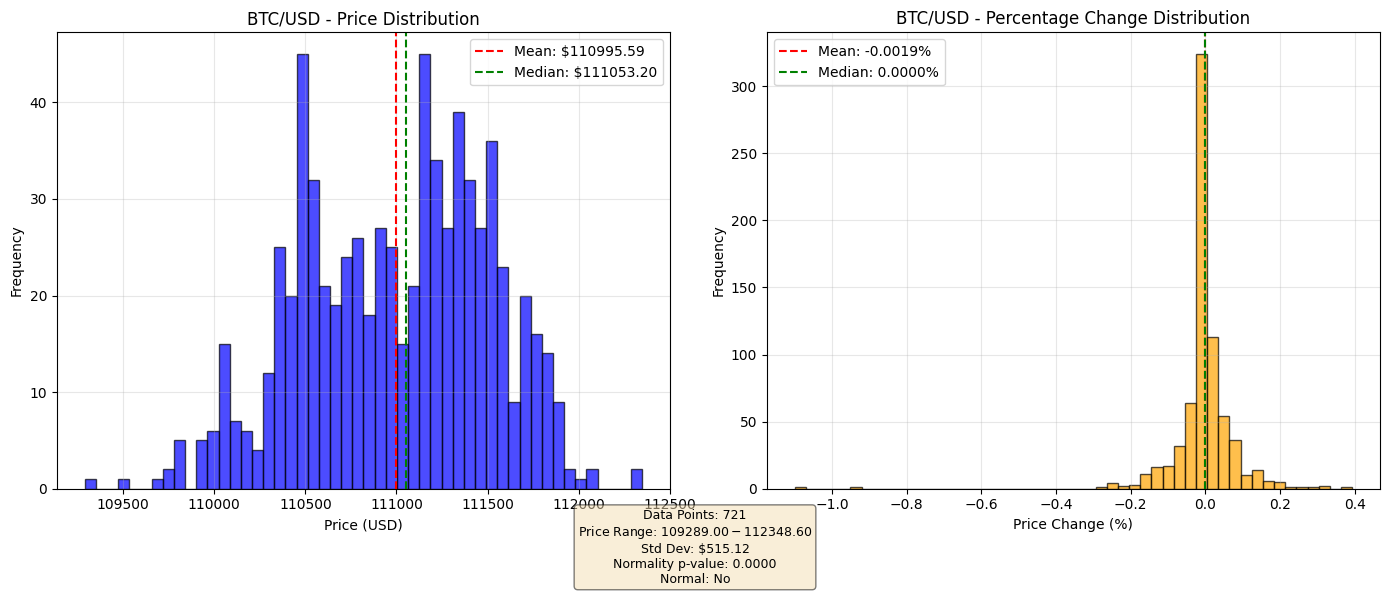 BTC/USD - Price Distribution
Mean: $110995.59
Median: $111053.20
Frequency
40
30
20
10
0
109500
110000
110500
111000
111500
112000
112500
Price (USD)
BTC/USD - Percentage Change Distribution
Mean: -0.0019%
Median: 0.0000%
Frequency
300
250
200
150
100
50
0
−1.0
−0.8
−0.6
−0.4
−0.2
0.0
0.2
0.4
Price Change (%)
Data Points: 721
Price Range: 109289.00 − 112348.60
Std Dev: $515.12
Normality p-value: 0.0000
Normal: No